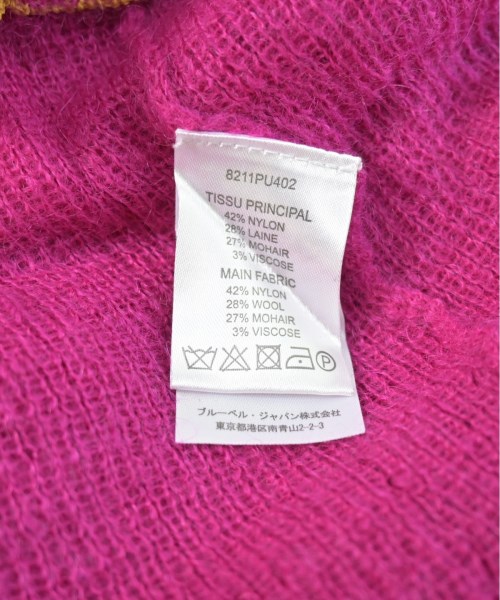 8211PU402
TISSU PRINCIPAL
42% NYLON
28% LAINE
27% MOHAIR
3% VISCOSE
MAIN FABRIC
42% NYLON
28% WOOL
27% MOHAIR
3% VISCOSE
ブルーベル・ジャパン株式会社
東京都港区南青山2-2-3